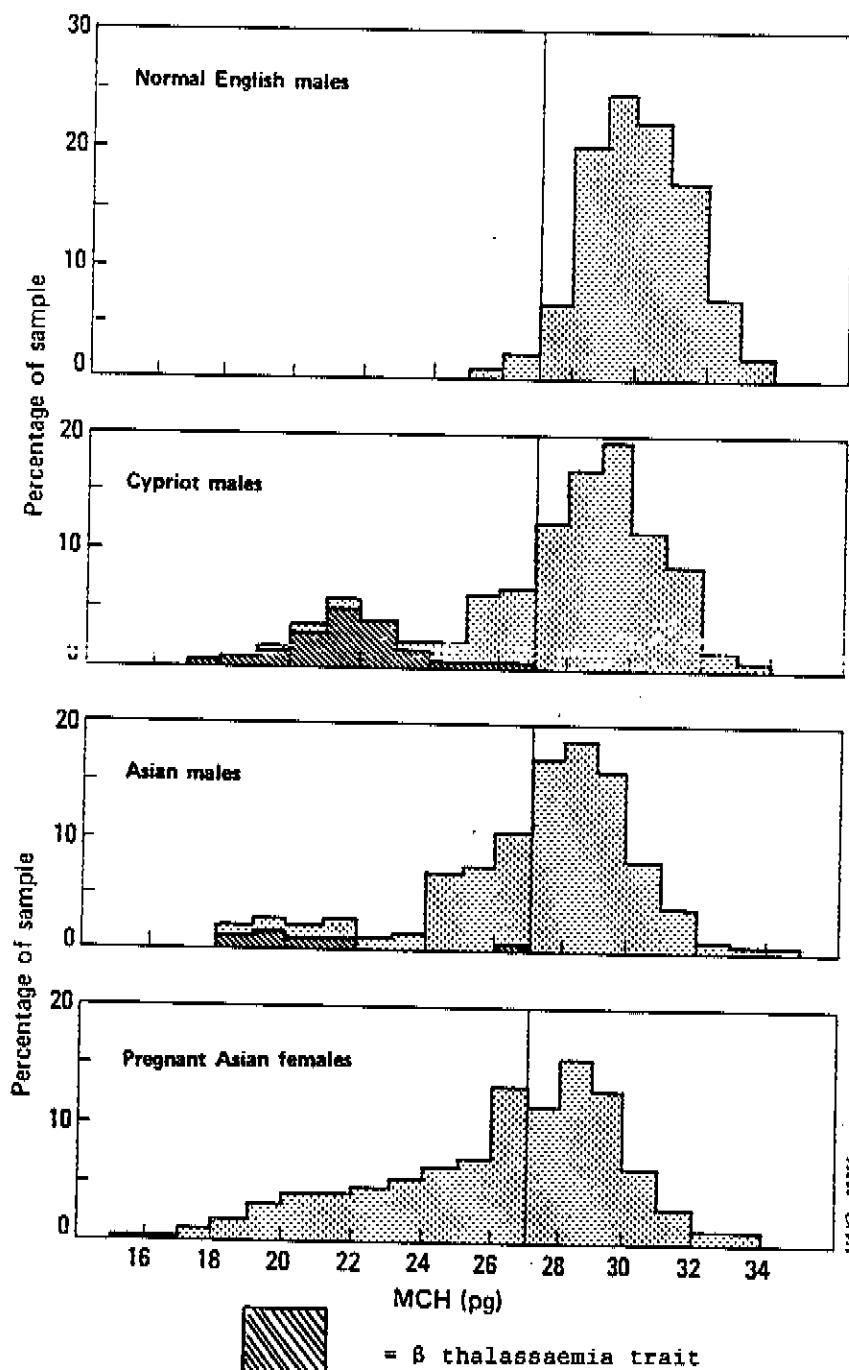 30
Normal English males
20
10
0
Percentage of sample
20
Cypriot males
10
20
Asian males
10
0
Percentage of sample
20
Pregnant Asian females
10
0
16 18 20 22 24 26 28 30 32 34
MCH (pg)
= β thalassaemia trait